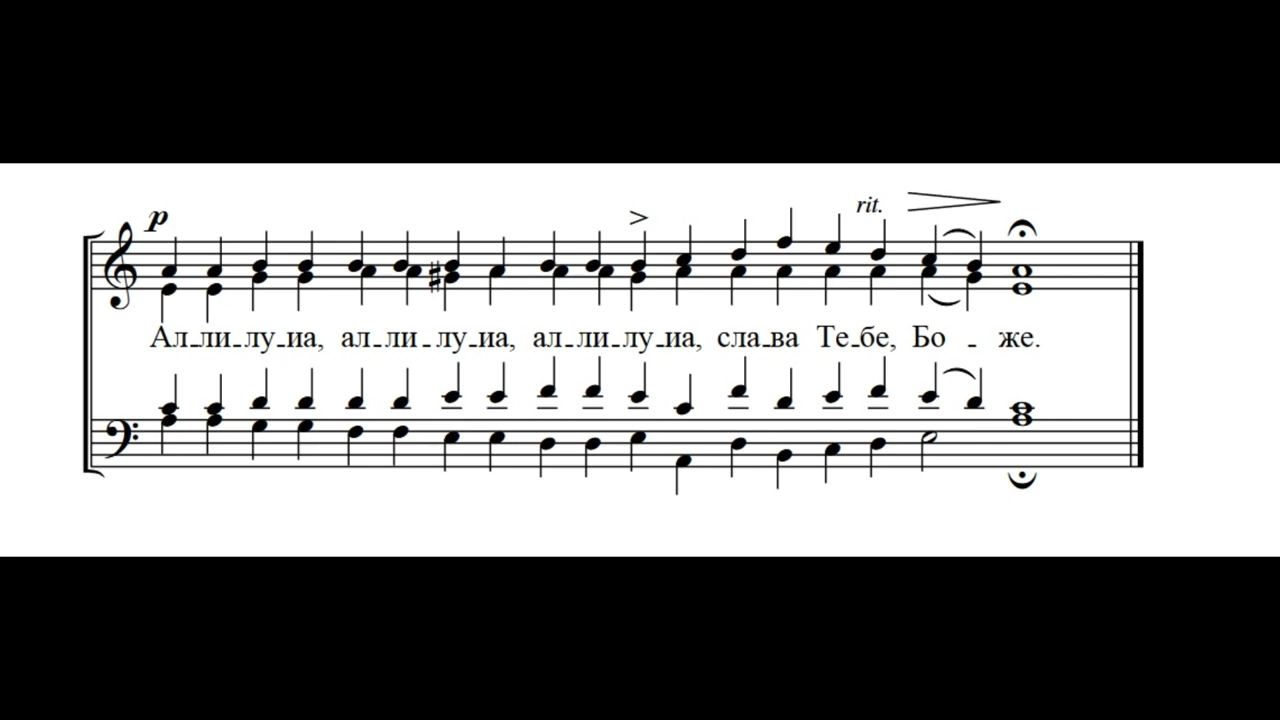 p
rit.
Ал-ли-лу-иа, ал-ли-лу-иа, ал-ли-лу-иа, сла-ва Те-бе, Бо - же.